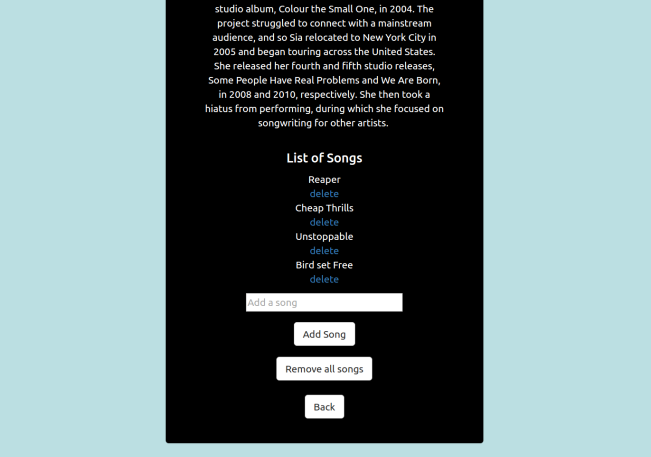 studio album, Colour the Small One, in 2004. The
project struggled to connect with a mainstream
audience, and so Sia relocated to New York City in
2005 and began touring across the United States.
She released her fourth and fifth studio releases,
Some People Have Real Problems and We Are Born,
in 2008 and 2010, respectively. She then took a
hiatus from performing, during which she focused on
songwriting for other artists.
List of Songs
Reaper
delete
Cheap Thrills
delete
Unstoppable
delete
Bird set Free
delete
Add a song
Add Song
Remove all songs
Back